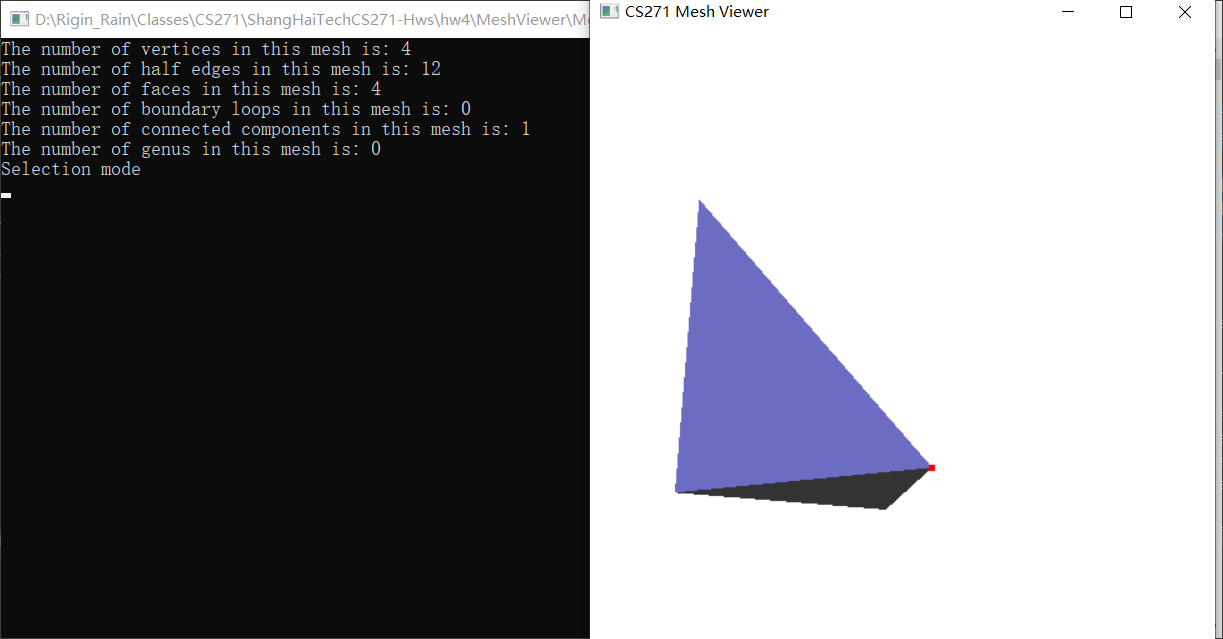 D:\Rigin_Rain\Classes\CS271\ShangHaiTechCS271-Hws\hw4\MeshViewer\M
The number of vertices in this mesh is: 4
The number of half edges in this mesh is: 12
The number of faces in this mesh is: 4
The number of boundary loops in this mesh is: 0
The number of connected components in this mesh is: 1
The number of genus in this mesh is: 0
Selection mode
CS271 Mesh Viewer